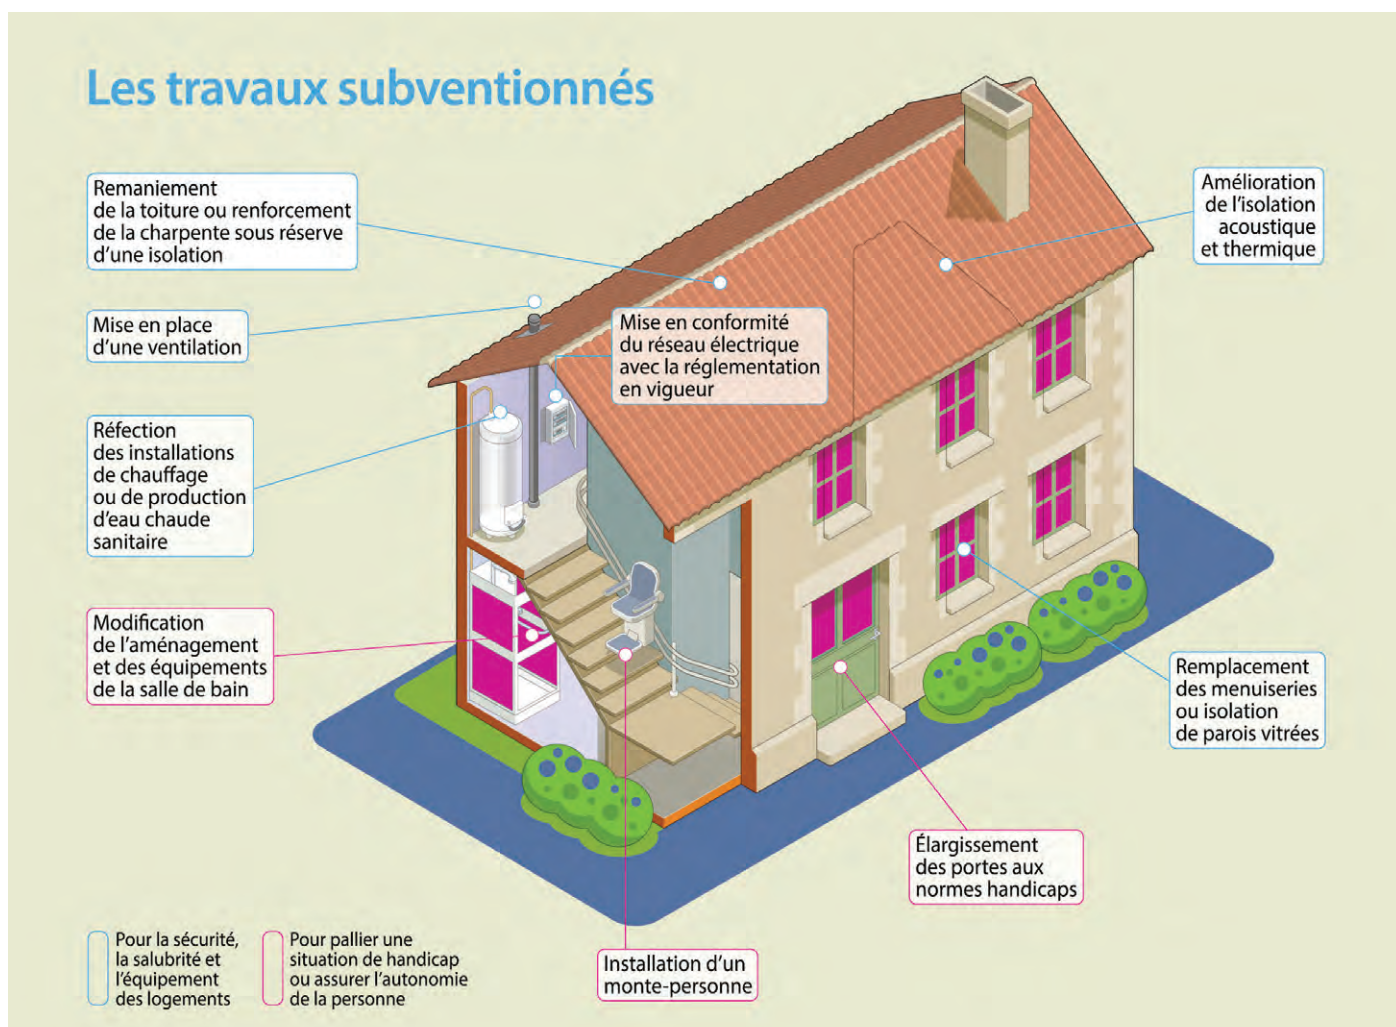 Les travaux subventionnés
Remaniement
de la toiture ou renforcement
de la charpente sous réserve
d'une isolation
Amélioration
de l'isolation
acoustique
et thermique
Mise en place
d'une ventilation
Mise en conformité
du réseau électrique
avec la réglementation
en vigueur
Réfection
des installations
de chauffage
ou de production
d'eau chaude
sanitaire
Modification
de l'aménagement
et des équipements
de la salle de bain
Remplacement
des menuiseries
ou isolation
de parois vitrées
Élargissement
des portes aux
normes handicaps
Installation d'un
monte-personne
Pour la sécurité,
la salubrité et
l'équipement
des logements
Pour pallier une
situation de handicap
ou assurer l'autonomie
de la personne